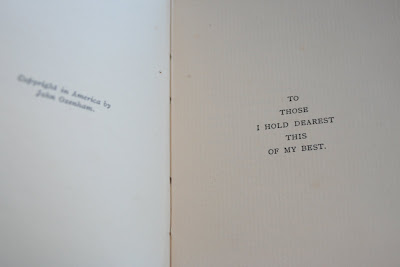 Copyright in America by
John Oxenham.
TO
THOSE
I HOLD DEAREST
THIS
OF MY BEST.